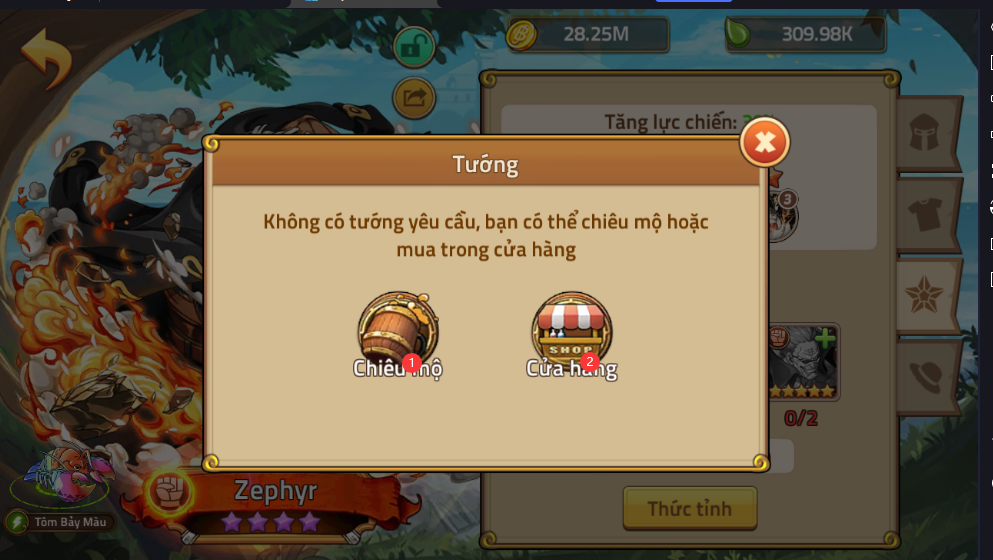 28.25M
309.98K
Tăng lực chiến:
Tướng
3
Không có tướng yêu cầu, bạn có thể chiêu mộ hoặc
mua trong cửa hàng
SHOP
Chiêu mộ
1
Cửa hàng
2
0/2
Zephyr
Thức tỉnh
Tôm Bảy Màu